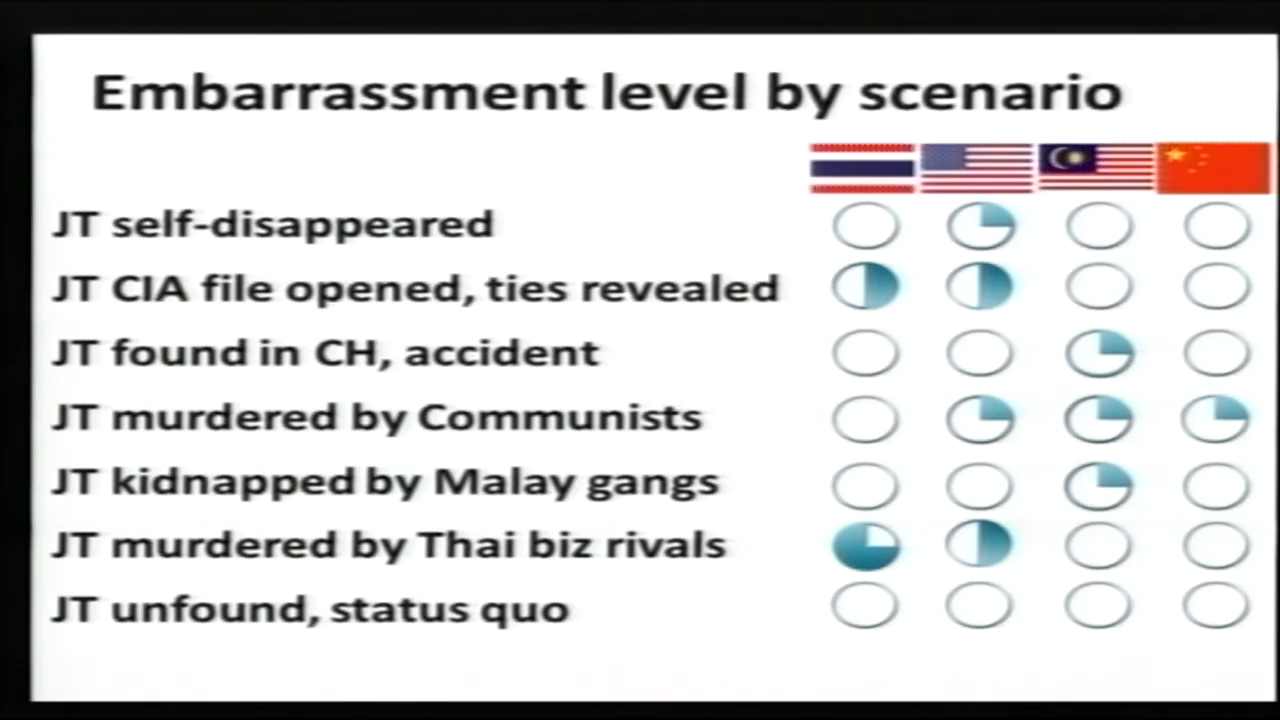 Embarrassment level by scenario
JT self-disappeared
JT CIA file opened, ties revealed
JT found in CH, accident
JT murdered by Communists
JT kidnapped by Malay gangs
JT murdered by Thai biz rivals
JT unfound, status quo